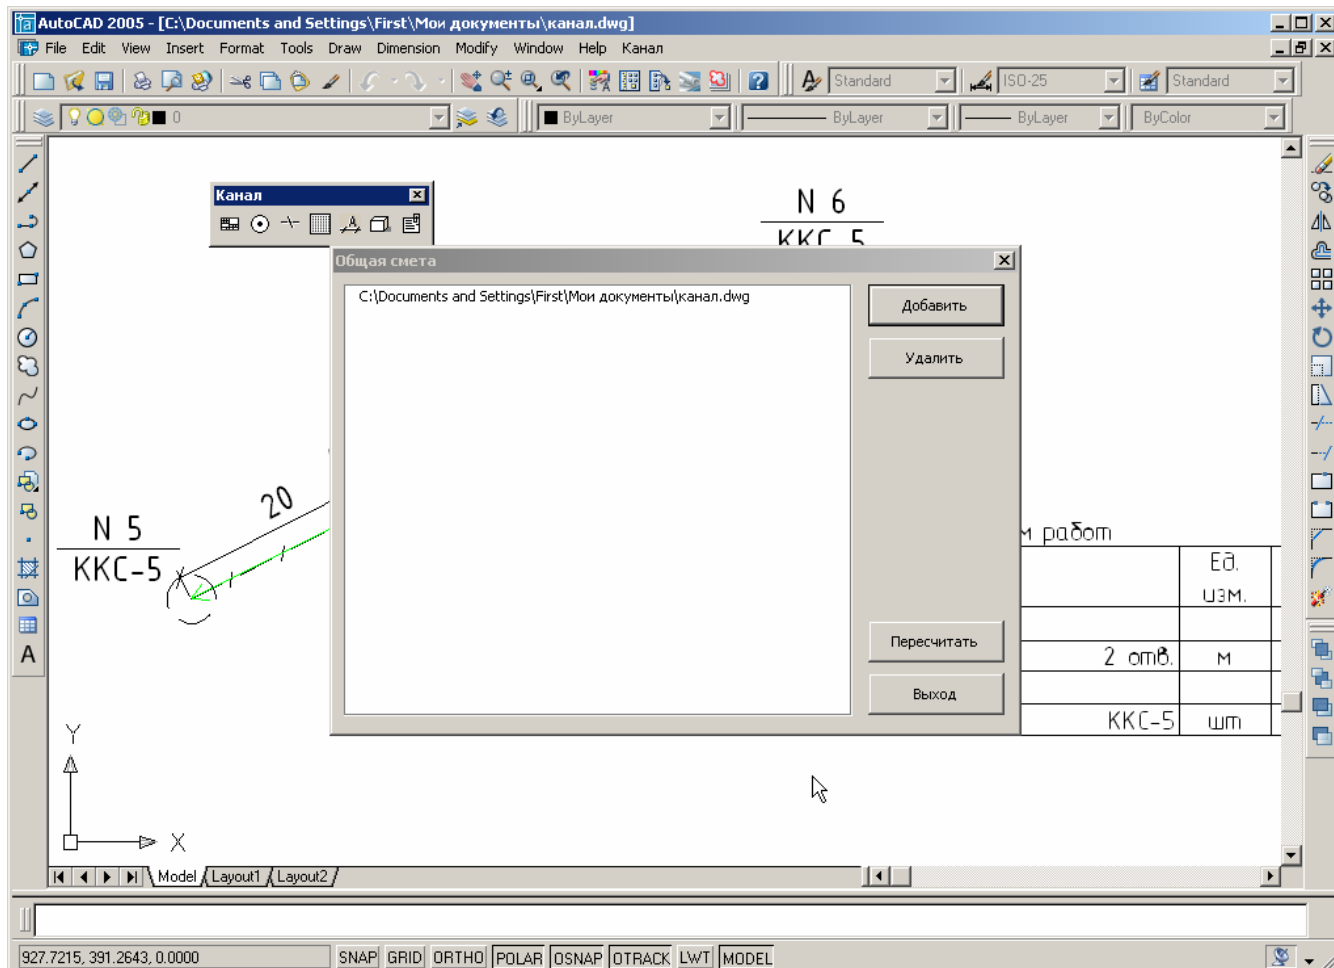 AutoCAD 2005 - [C:\Documents and Settings\First\Мои документы\канал.dwg]
File Edit View Insert Format Tools Draw Dimension Modify Window Help Канал
Standard ISO-25 Standard
0 ByLayer ByLayer ByLayer ByColor
Канал
N 6
ККС-5
Общая смета
C:\Documents and Settings\First\Мои документы\канал.dwg
Добавить
Удалить
20
N 5
ККС-5
м работ
Ед.
изм.
Пересчитать
2 отв. м
Выход
ККС-5 шт
Y
X
Model Layout1 Layout2
927.7215, 391.2643, 0.0000 SNAP GRID ORTHO POLAR OSNAP OTRACK LWT MODEL